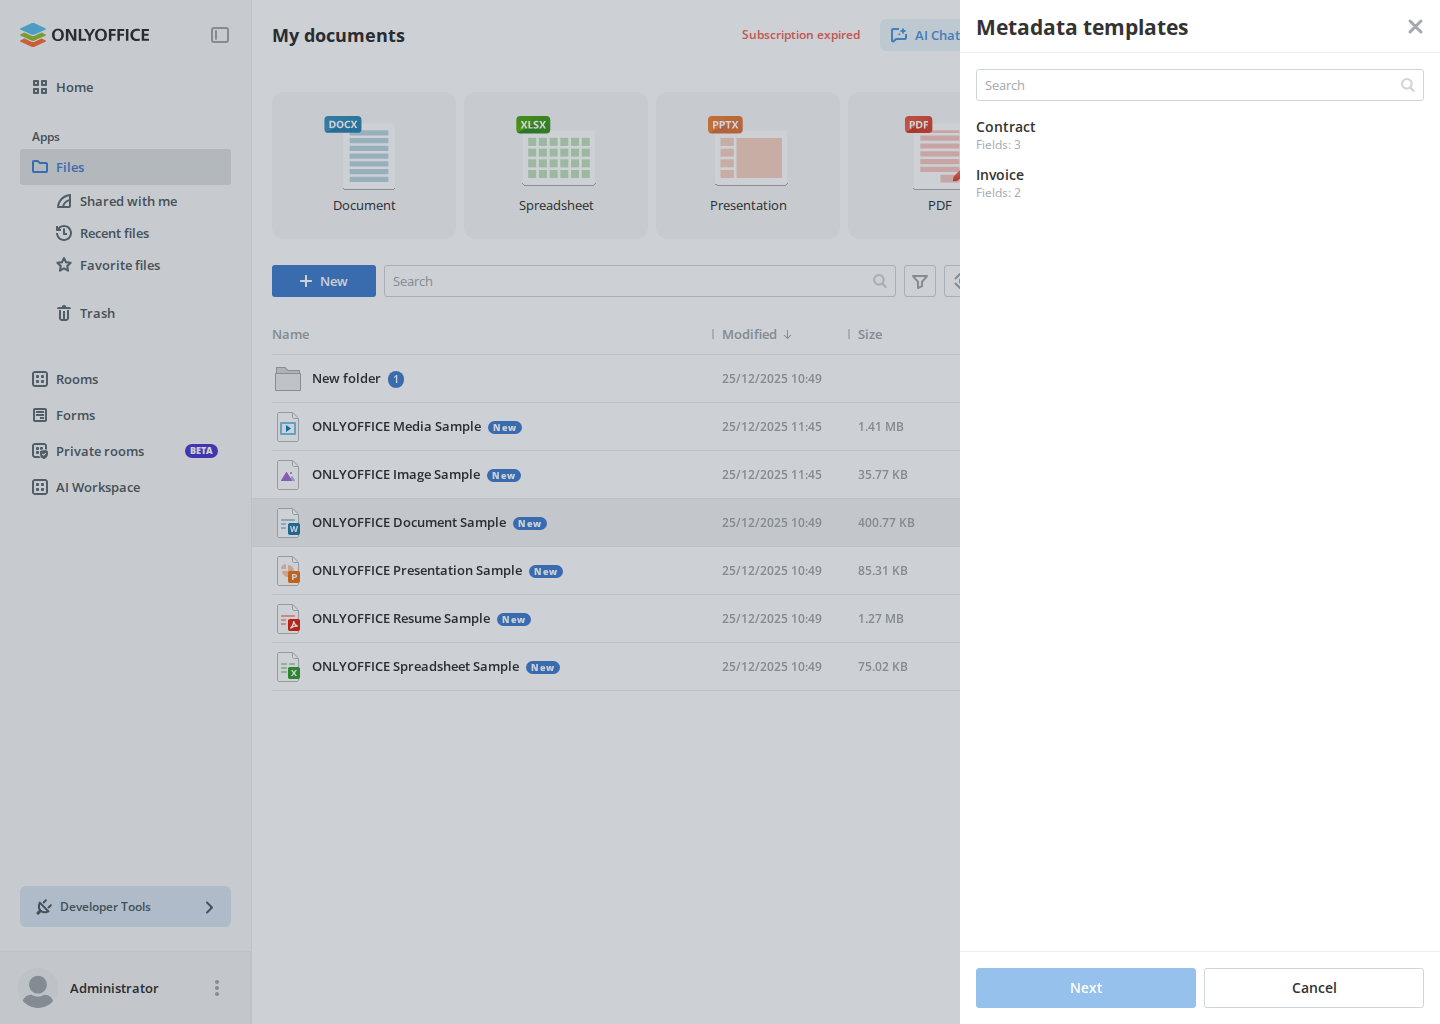 ONLYOFFICE
Home
Apps
Files
Shared with me
Recent files
Favorite files
Trash
Rooms
Forms
Private rooms BETA
AI Workspace
Developer Tools
Administrator
My documents
Subscription expired
AI Chat
DOCX
Document
XLSX
Spreadsheet
PPTX
Presentation
PDF
PDF
New
Search
Name Modified Size
New folder 1 25/12/2025 10:49
ONLYOFFICE Media Sample New 25/12/2025 11:45 1.41 MB
ONLYOFFICE Image Sample New 25/12/2025 11:45 35.77 KB
W
ONLYOFFICE Document Sample New 25/12/2025 10:49 400.77 KB
P
ONLYOFFICE Presentation Sample New 25/12/2025 10:49 85.31 KB
ONLYOFFICE Resume Sample New 25/12/2025 10:49 1.27 MB
X
ONLYOFFICE Spreadsheet Sample New 25/12/2025 10:49 75.02 KB
Metadata templates
Search
Contract
Fields: 3
Invoice
Fields: 2
Next
Cancel